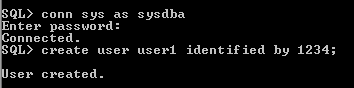 SQL> conn sys as sysdba
Enter password:
Connected.
SQL> create user user1 identified by 1234;
User created.